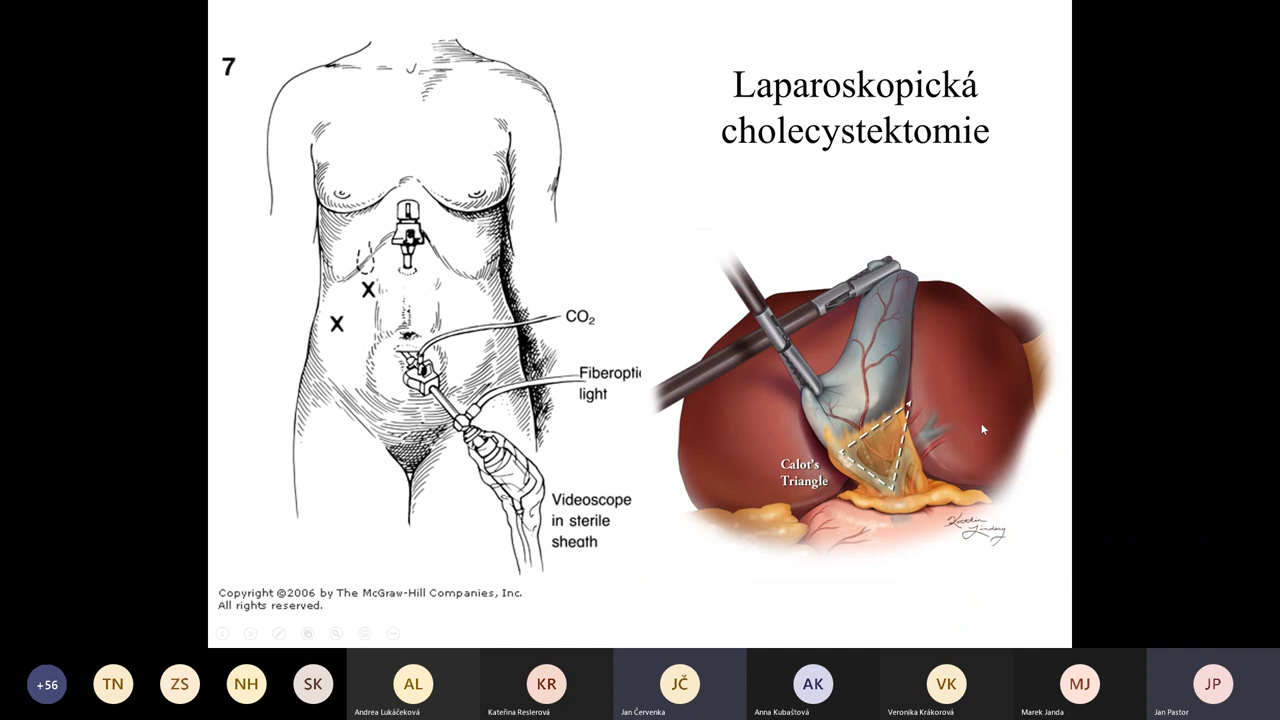 7
Laparoskopická
cholecystektomie
X
X
CO₂
Fiberopti
light
Videoscope
in sterile
sheath
Calot's
Triangle
Copyright ©2006 by The McGraw-Hill Companies, Inc.
All rights reserved.
+56
TN
ZS
NH
SK
AL
KR
JČ
AK
VK
MJ
JP
Andrea Lukáčeková
Kateřina Reslerová
Jan Červenka
Anna Kubaštová
Veronika Krákorová
Marek Janda
Jan Pastor